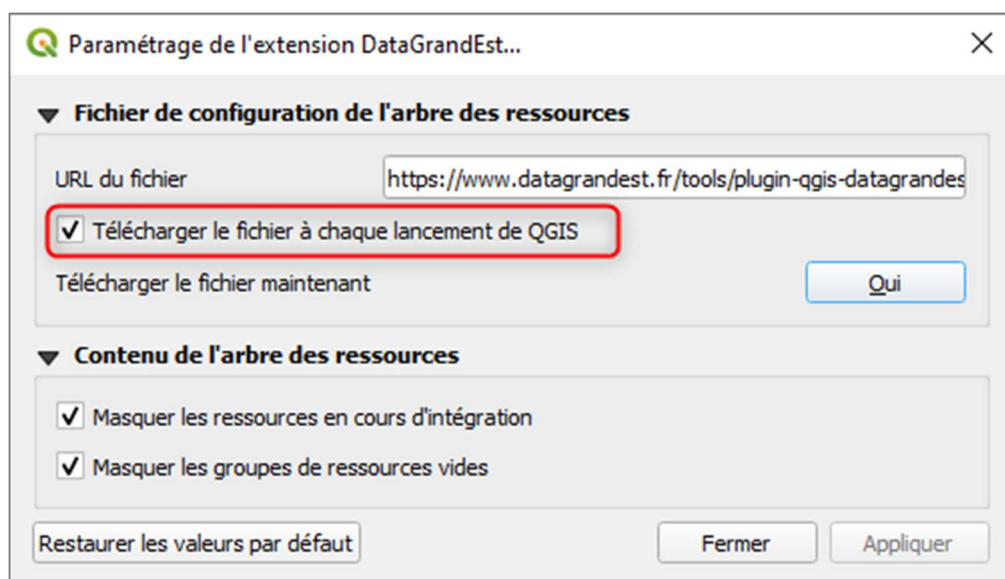 Paramétrage de l'extension DataGrandEst...
Fichier de configuration de l'arbre des ressources
URL du fichier https://www.datagrandest.fr/tools/plugin-qgis-datagrandes
Télécharger le fichier à chaque lancement de QGIS
Télécharger le fichier maintenant Oui
Contenu de l'arbre des ressources
Masquer les ressources en cours d'intégration
Masquer les groupes de ressources vides
Restaurer les valeurs par défaut Fermer Appliquer